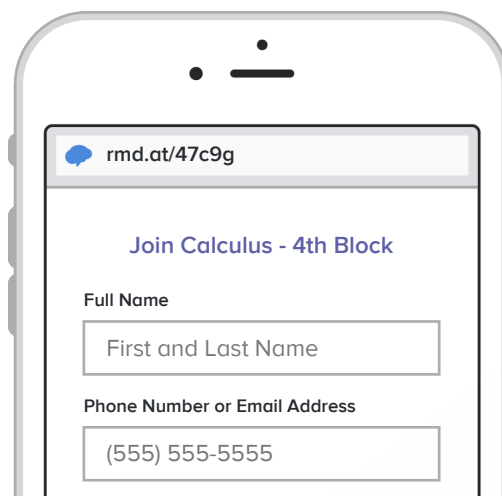 rmd.at/47c9g
Join Calculus - 4th Block
Full Name
First and Last Name
Phone Number or Email Address
(555) 555-5555